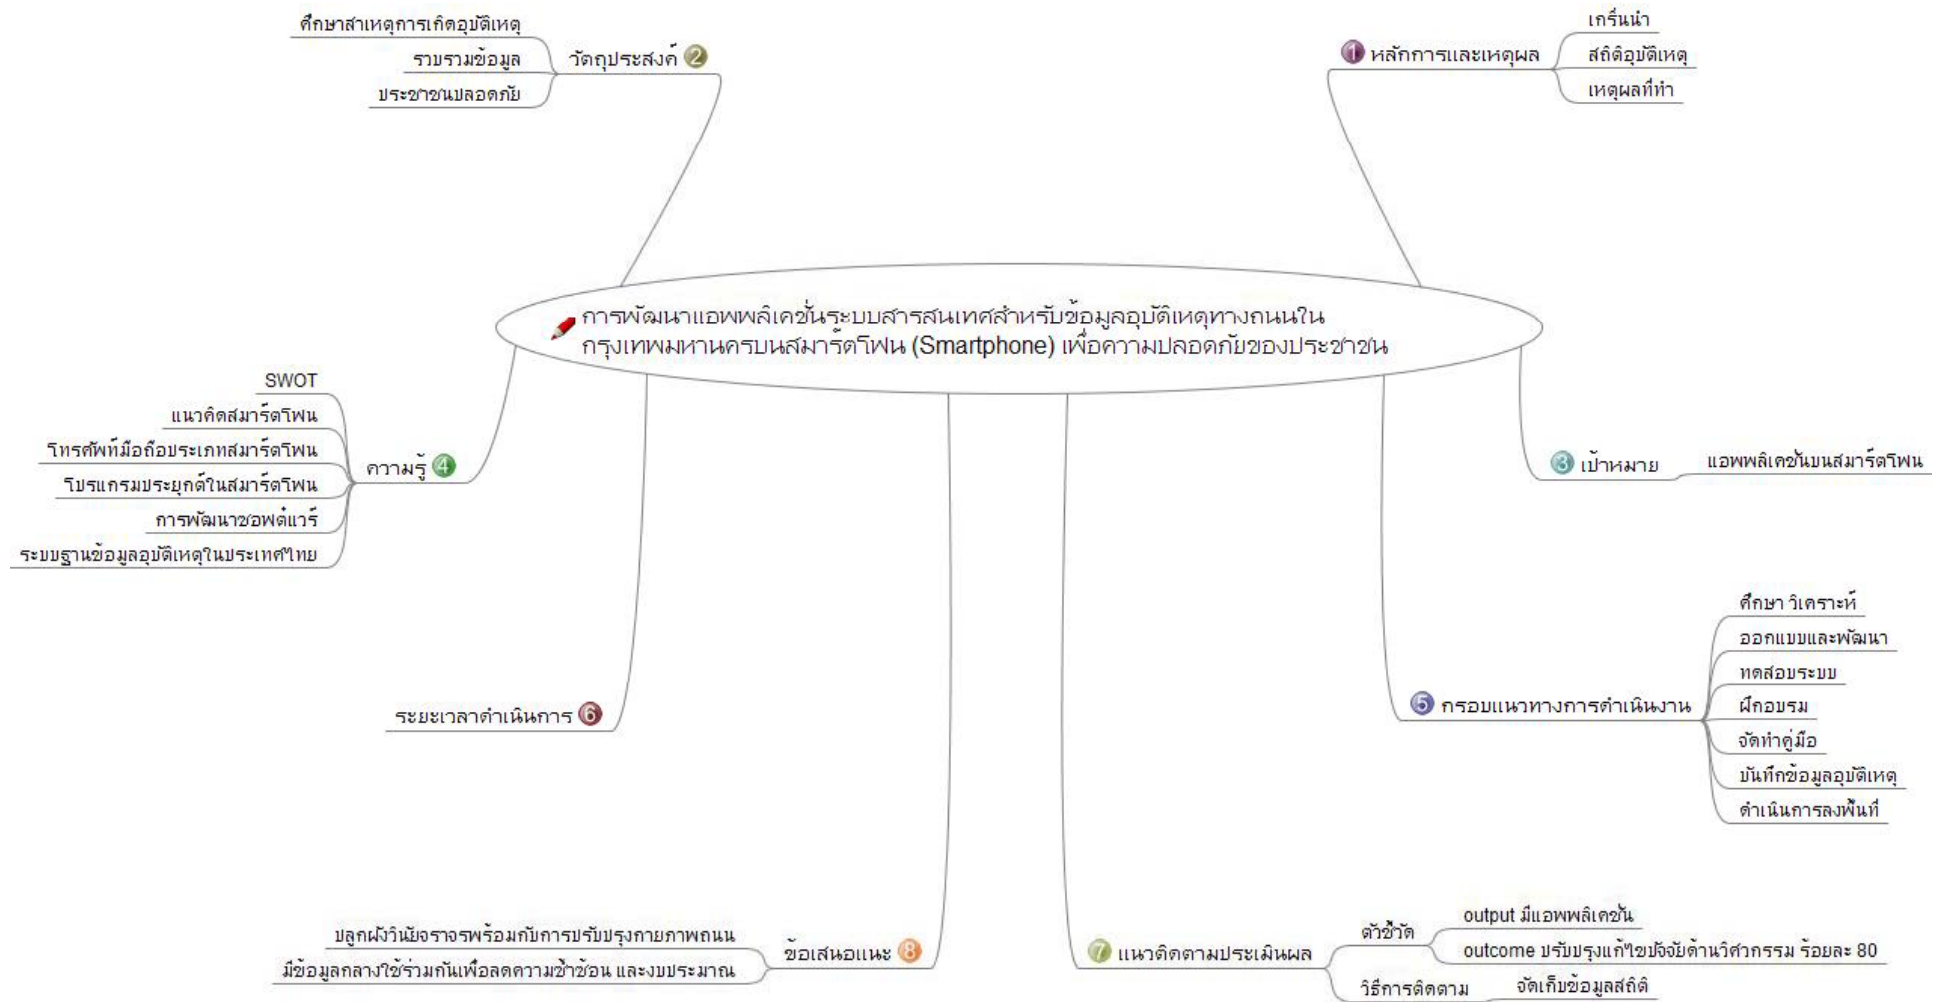 การพัฒนาแอพพลิเคชั่นระบบสารสนเทศสำหรับข้อมูลอุบัติเหตุทางถนนใน
กรุงเทพมหานครบนสมาร์ตโฟน (Smartphone) เพื่อความปลอดภัยของประชาชน
1 หลักการและเหตุผล
เกริ่นนำ
สถิติอุบัติเหตุ
เหตุผลที่ทำ
วัตถุประสงค์ 2
ศึกษาสาเหตุการเกิดอุบัติเหตุ
รวบรวมข้อมูล
ประชาชนปลอดภัย
3 เป้าหมาย
แอพพลิเคชันบนสมาร์ตโฟน
ความรู้ 4
SWOT
แนวคิดสมาร์ตโฟน
โทรศัพท์มือถือประเภทสมาร์ตโฟน
โปรแกรมประยุกต์ในสมาร์ตโฟน
การพัฒนาซอฟต์แวร์
ระบบฐานข้อมูลอุบัติเหตุในประเทศไทย
5 กรอบแนวทางการดำเนินงาน
ศึกษา วิเคราะห์
ออกแบบและพัฒนา
ทดสอบระบบ
ฝึกอบรม
จัดทำคู่มือ
บันทึกข้อมูลอุบัติเหตุ
ดำเนินการลงพื้นที่
ระยะเวลาดำเนินการ 6
7 แนวติดตามประเมินผล
ตัวชี้วัด
output มีแอพพลิเคชัน
outcome ปรับปรุงแก้ไขปัจจัยด้านวิศวกรรม ร้อยละ 80
วิธีการติดตาม
จัดเก็บข้อมูลสถิติ
ข้อเสนอแนะ 8
ปลูกฝังวินัยจราจรพร้อมกับการปรับปรุงกายภาพถนน
มีข้อมูลกลางใช้ร่วมกันเพื่อลดความซ้ำซ้อน และงบประมาณ